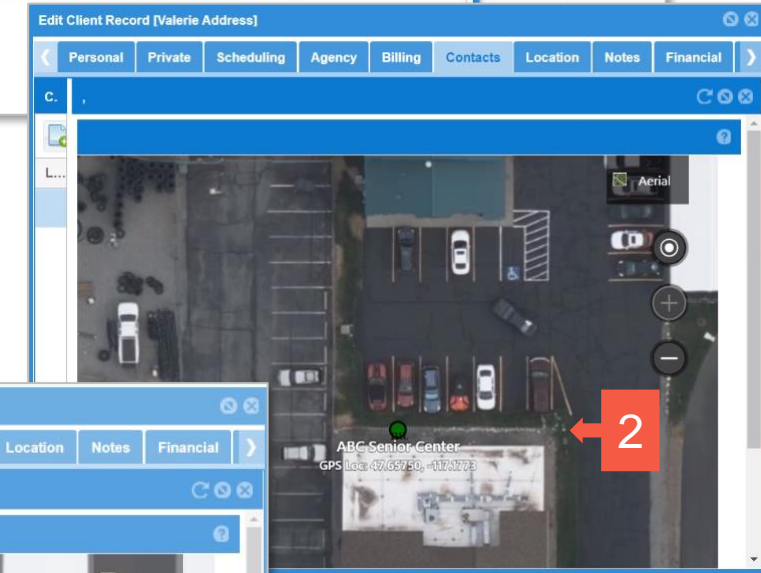 Edit Client Record [Valerie Address]
Personal Private Scheduling Agency Billing Contacts Location Notes Financial
C. ,
L...
Aerial
ABC Senior Center
GPS Loc: 47.65750, -117.1773
2
Location Notes Financial